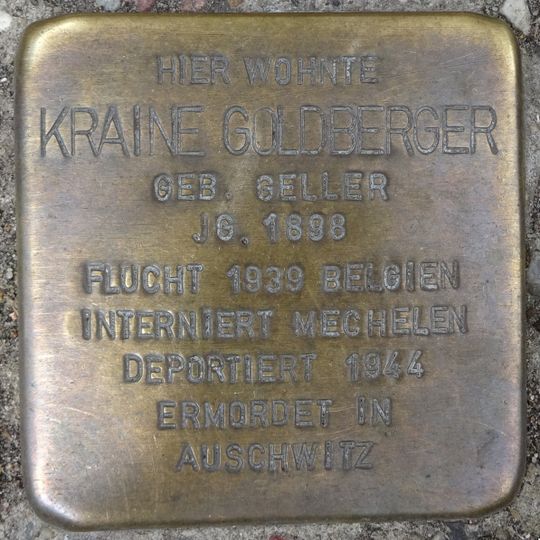 HIER WOHNTE
KRAINE GOLDBERGER
GEB. GELLER
JG. 1898
FLUCHT 1939 BELGIEN
INTERNIERT MECHELEN
DEPORTIERT 1944
ERMORDET IN
AUSCHWITZ